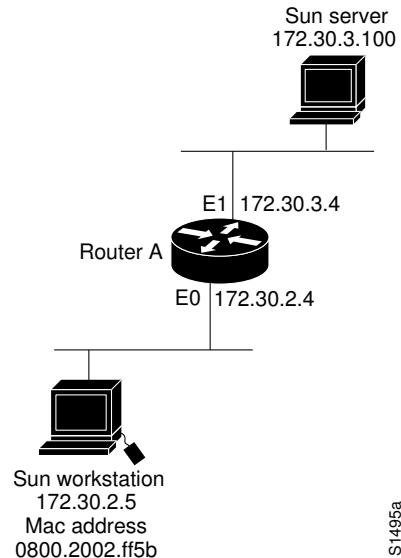 Sun server
172.30.3.100
E1 172.30.3.4
Router A
E0 172.30.2.4
Sun workstation
172.30.2.5
Mac address
0800.2002.ff5b
S1495a